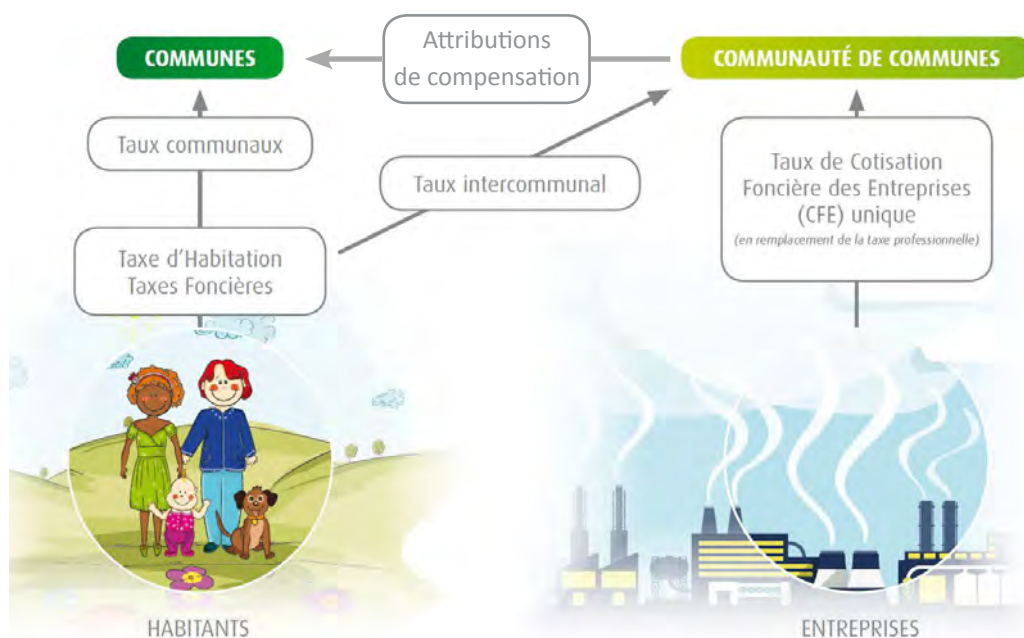 Attributions
de compensation
COMMUNES
COMMUNAUTÉ DE COMMUNES
Taux communaux
Taux intercommunal
Taux de Cotisation
Foncière des Entreprises
(CFE) unique
(en remplacement de la taxe professionnelle)
Taxe d'Habitation
Taxes Foncières
HABITANTS
ENTREPRISES